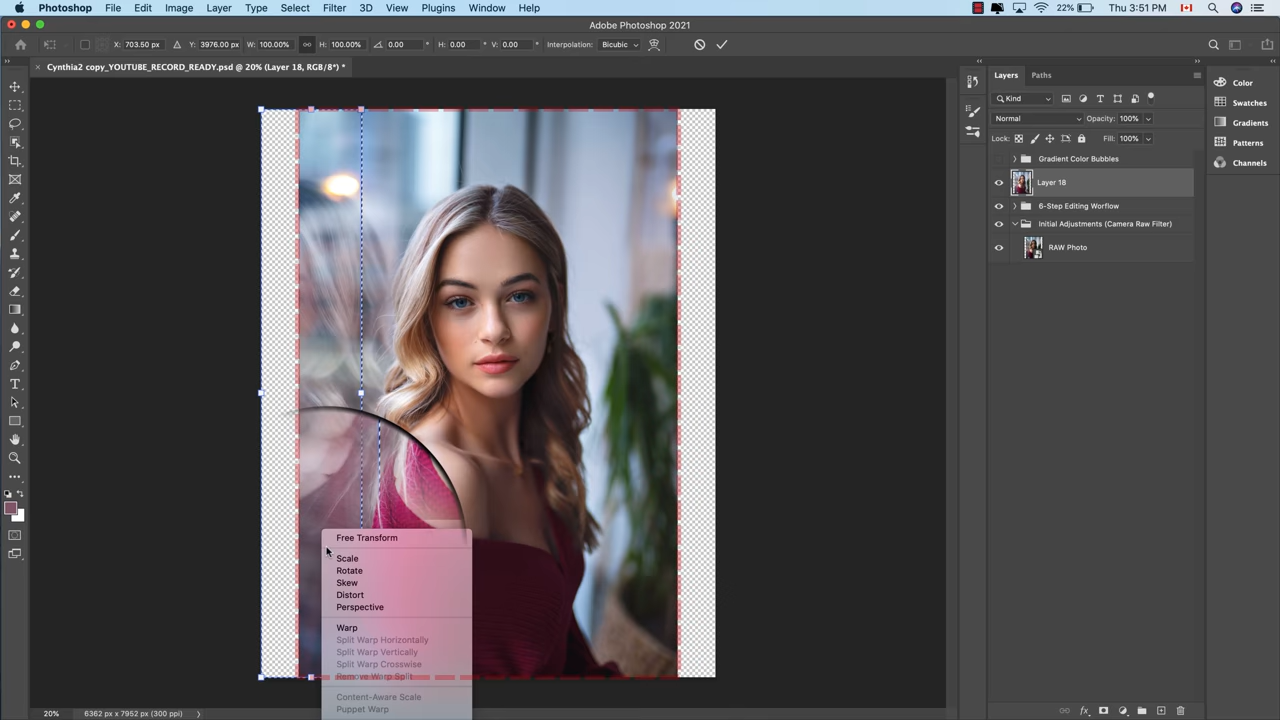 Photoshop File Edit Image Layer Type Select Filter 3D View Plugins Window Help 22% Thu 3:51 PM
Adobe Photoshop 2021
X: 703.50 px Y: 3976.00 px W: 100.00% H: 100.00% 0.00 ° H: 0.00 ° V: 0.00 ° Interpolation: Bicubic
Cynthia2 copy_YOUTUBE_RECORD_READY.psd @ 20% (Layer 18, RGB/8*) *
Layers Paths
Kind
Normal Opacity: 100%
Lock: Fill: 100%
Gradient Color Bubbles
Layer 18
6-Step Editing Worflow
Initial Adjustments (Camera Raw Filter)
RAW Photo
Color
Swatches
Gradients
Patterns
Channels
Free Transform
Scale
Rotate
Skew
Distort
Perspective
Warp
Split Warp Horizontally
Split Warp Vertically
Split Warp Crosswise
Remove Warp Split
Content-Aware Scale
Puppet Warp
20% 6362 px x 7952 px (300 ppi)